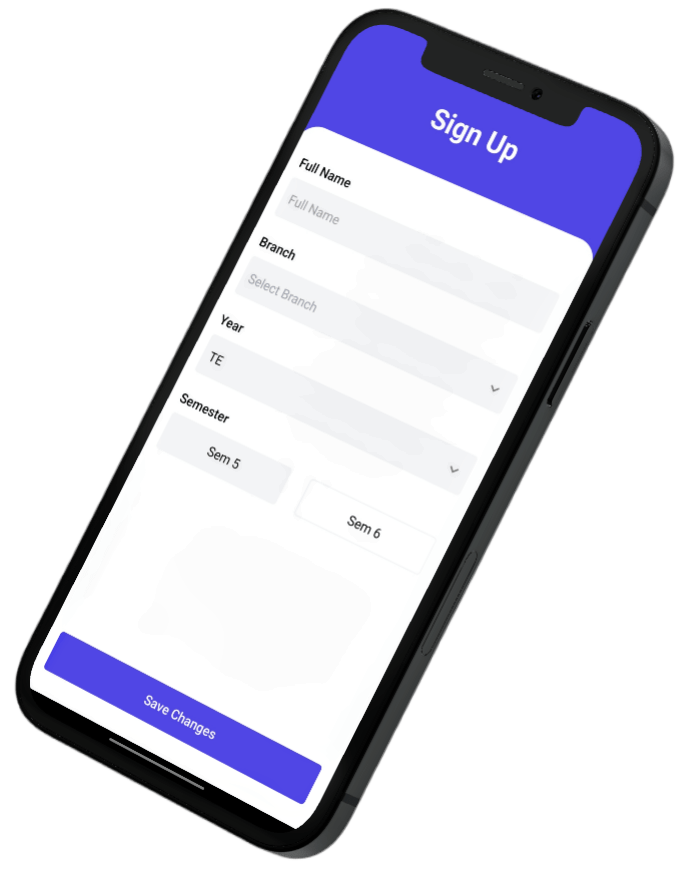 Sign Up
Full Name
Full Name
Branch
Select Branch
Year
TE
Semester
Sem 5
Sem 6
Save Changes